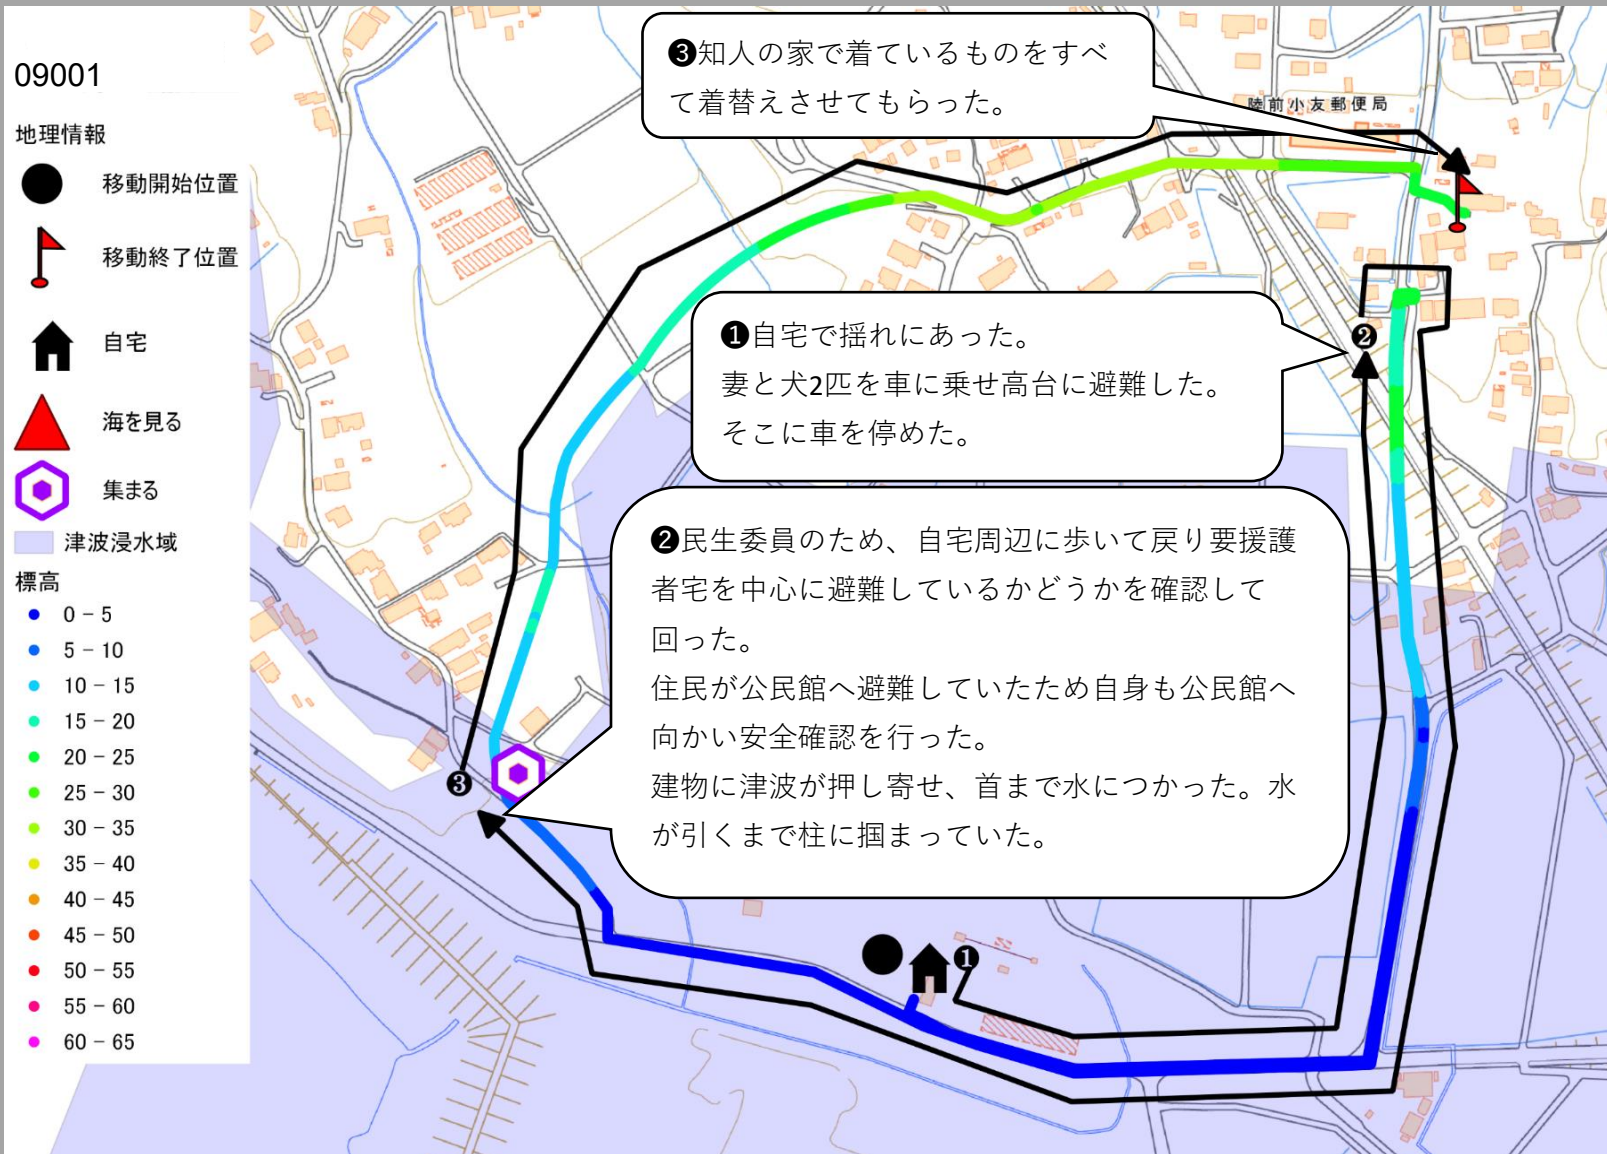 09001
地理情報
移動開始位置
移動終了位置
自宅
海を見る
集まる
津波浸水域
標高
0 − 5
5 − 10
10 − 15
15 − 20
20 − 25
25 − 30
30 − 35
35 − 40
40 − 45
45 − 50
50 − 55
55 − 60
60 − 65
❸知人の家で着ているものをすべ
て着替えさせてもらった。
陸前小友郵便局
❶自宅で揺れにあった。
妻と犬2匹を車に乗せ高台に避難した。
そこに車を停めた。
❷
❷民生委員のため、自宅周辺に歩いて戻り要援護
者宅を中心に避難しているかどうかを確認して
回った。
住民が公民館へ避難していたため自身も公民館へ
向かい安全確認を行った。
建物に津波が押し寄せ、首まで水につかった。水
が引くまで柱に掴まっていた。
❸
❶